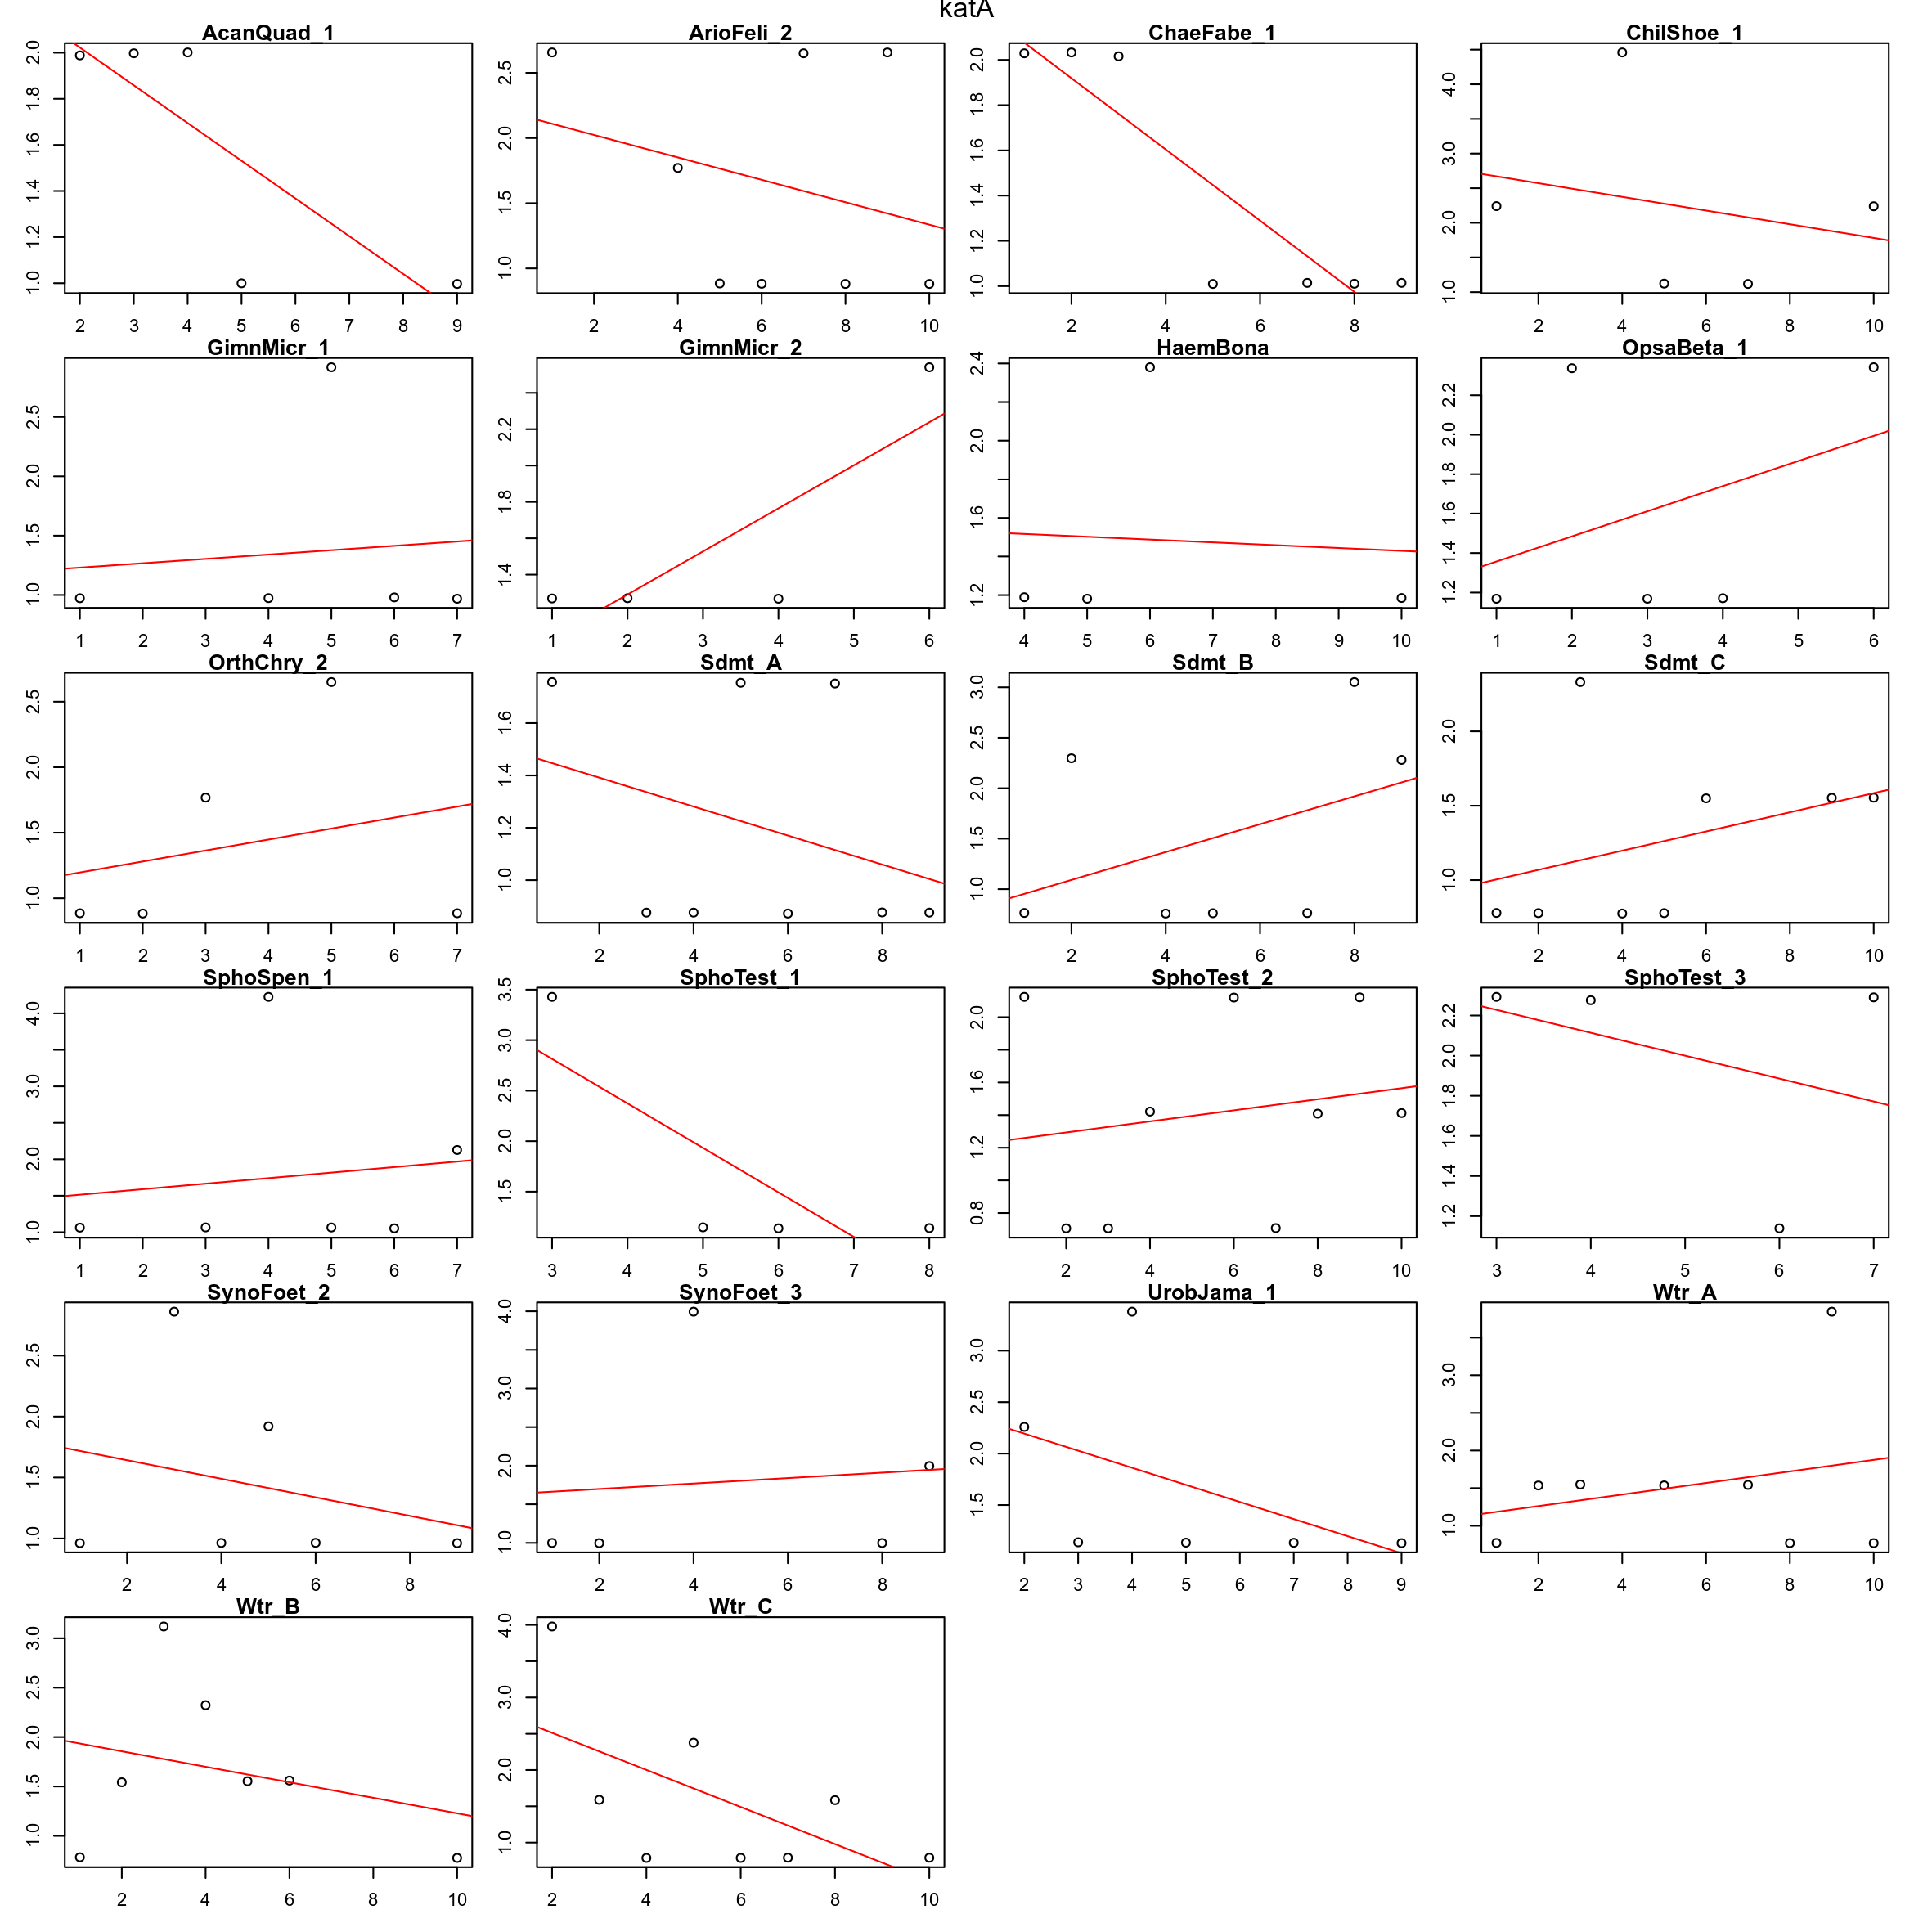 katA
AcanQuad_1
1.0 1.2 1.4 1.6 1.8 2.0
2 3 4 5 6 7 8 9
ArioFeli_2
1.0 1.5 2.0 2.5
2 4 6 8 10
ChaeFabe_1
1.0 1.2 1.4 1.6 1.8 2.0
2 4 6 8
ChilShoe_1
1.0 2.0 3.0 4.0
2 4 6 8 10
GimnMicr_1
1.0 1.5 2.0 2.5
1 2 3 4 5 6 7
GimnMicr_2
1.4 1.8 2.2
1 2 3 4 5 6
HaemBona
1.2 1.6 2.0 2.4
4 5 6 7 8 9 10
OpsaBeta_1
1.2 1.4 1.6 1.8 2.0 2.2
1 2 3 4 5 6
OrthChry_2
1.0 1.5 2.0 2.5
1 2 3 4 5 6 7
Sdmt_A
1.0 1.2 1.4 1.6
2 4 6 8
Sdmt_B
1.0 1.5 2.0 2.5 3.0
2 4 6 8
Sdmt_C
1.0 1.5 2.0
2 4 6 8 10
SphoSpen_1
1.0 2.0 3.0 4.0
1 2 3 4 5 6 7
SphoTest_1
1.5 2.0 2.5 3.0 3.5
3 4 5 6 7 8
SphoTest_2
0.8 1.2 1.6 2.0
2 4 6 8 10
SphoTest_3
1.2 1.4 1.6 1.8 2.0 2.2
3 4 5 6 7
SynoFoet_2
1.0 1.5 2.0 2.5
2 4 6 8
SynoFoet_3
1.0 2.0 3.0 4.0
2 4 6 8
UrobJama_1
1.5 2.0 2.5 3.0
2 3 4 5 6 7 8 9
Wtr_A
1.0 2.0 3.0
2 4 6 8 10
Wtr_B
1.0 1.5 2.0 2.5 3.0
2 4 6 8 10
Wtr_C
1.0 2.0 3.0 4.0
2 4 6 8 10